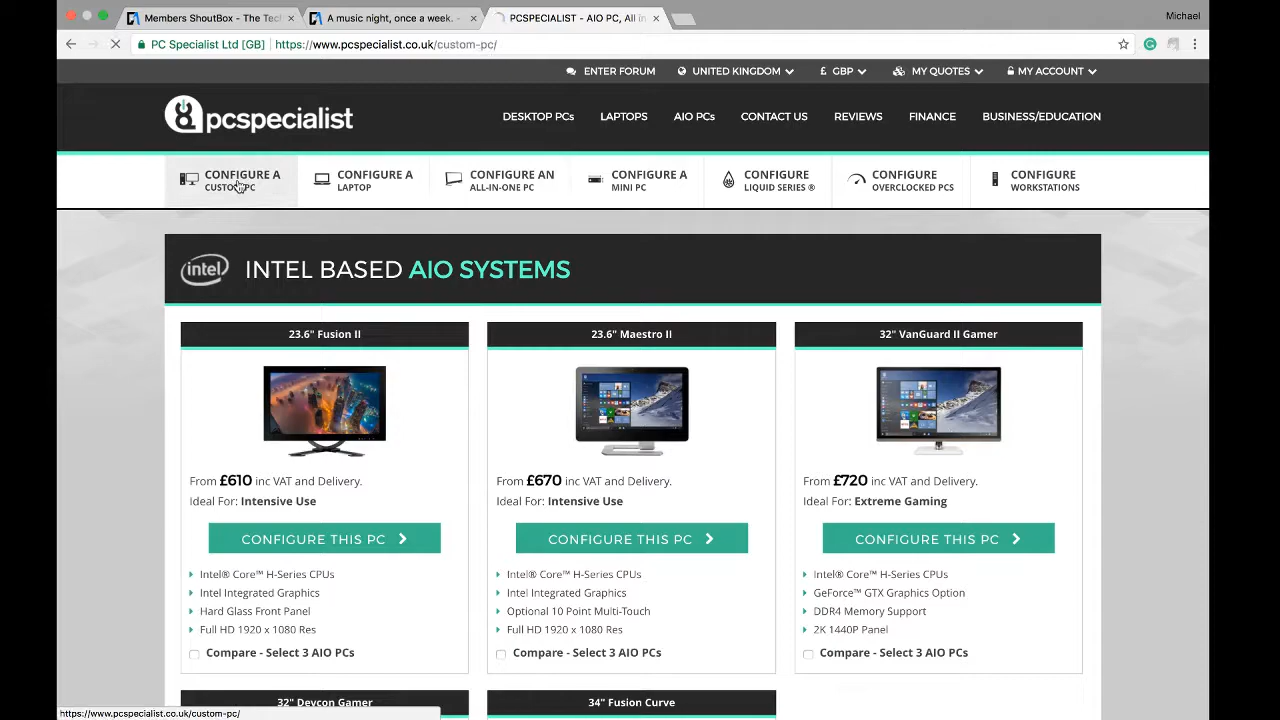 Members ShoutBox - The Tech
A music night, once a week. -
PCSPECIALIST - AIO PC, All in
Michael
PC Specialist Ltd [GB]
https://www.pcspecialist.co.uk/custom-pc/
ENTER FORUM
UNITED KINGDOM
£ GBP
MY QUOTES
MY ACCOUNT
pcspecialist
DESKTOP PCs
LAPTOPS
AIO PCs
CONTACT US
REVIEWS
FINANCE
BUSINESS/EDUCATION
CONFIGURE A
CUSTOM PC
CONFIGURE A
LAPTOP
CONFIGURE AN
ALL-IN-ONE PC
CONFIGURE A
MINI PC
CONFIGURE
LIQUID SERIES ®
CONFIGURE
OVERCLOCKED PCS
CONFIGURE
WORKSTATIONS
intel
INTEL BASED AIO SYSTEMS
23.6" Fusion II
From £610 inc VAT and Delivery.
Ideal For: Intensive Use
CONFIGURE THIS PC
Intel® Core™ H-Series CPUs
Intel Integrated Graphics
Hard Glass Front Panel
Full HD 1920 x 1080 Res
Compare - Select 3 AIO PCs
23.6" Maestro II
From £670 inc VAT and Delivery.
Ideal For: Intensive Use
CONFIGURE THIS PC
Intel® Core™ H-Series CPUs
Intel Integrated Graphics
Optional 10 Point Multi-Touch
Full HD 1920 x 1080 Res
Compare - Select 3 AIO PCs
32" VanGuard II Gamer
From £720 inc VAT and Delivery.
Ideal For: Extreme Gaming
CONFIGURE THIS PC
Intel® Core™ H-Series CPUs
GeForce™ GTX Graphics Option
DDR4 Memory Support
2K 1440P Panel
Compare - Select 3 AIO PCs
32" Devcon Gamer
34" Fusion Curve
https://www.pcspecialist.co.uk/custom-pc/